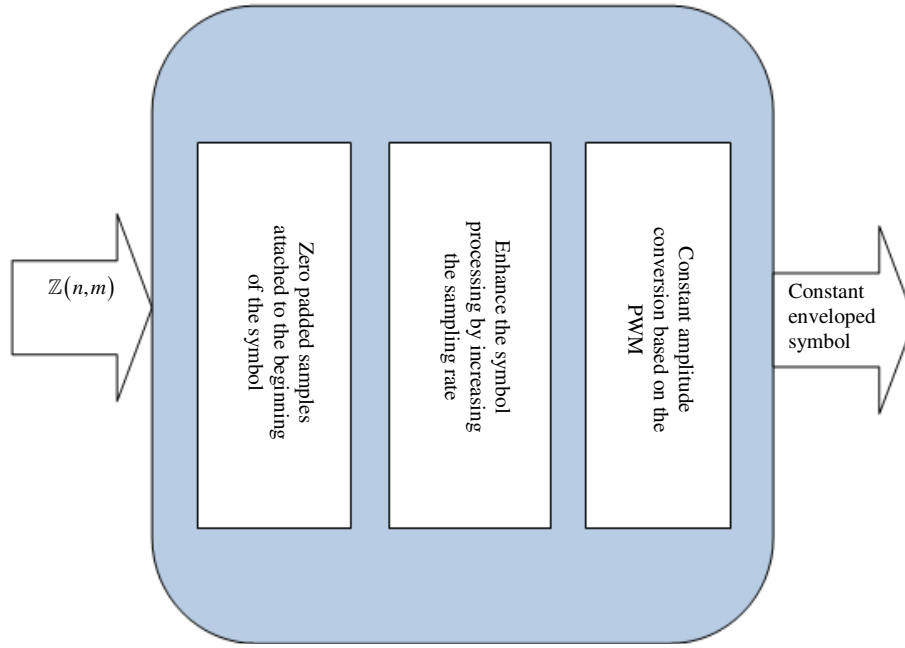 ℤ(n,m)
Zero padded samples
attached to the beginning
of the symbol
Enhance the symbol
processing by increasing
the sampling rate
Constant amplitude
conversion based on the
PWM
Constant
enveloped
symbol